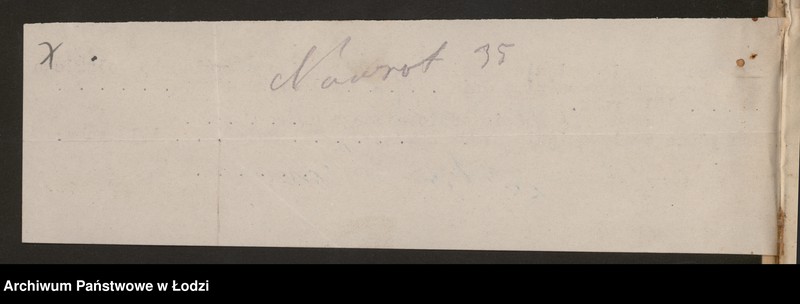 X
Nawrot 35
Archiwum Państwowe w Łodzi